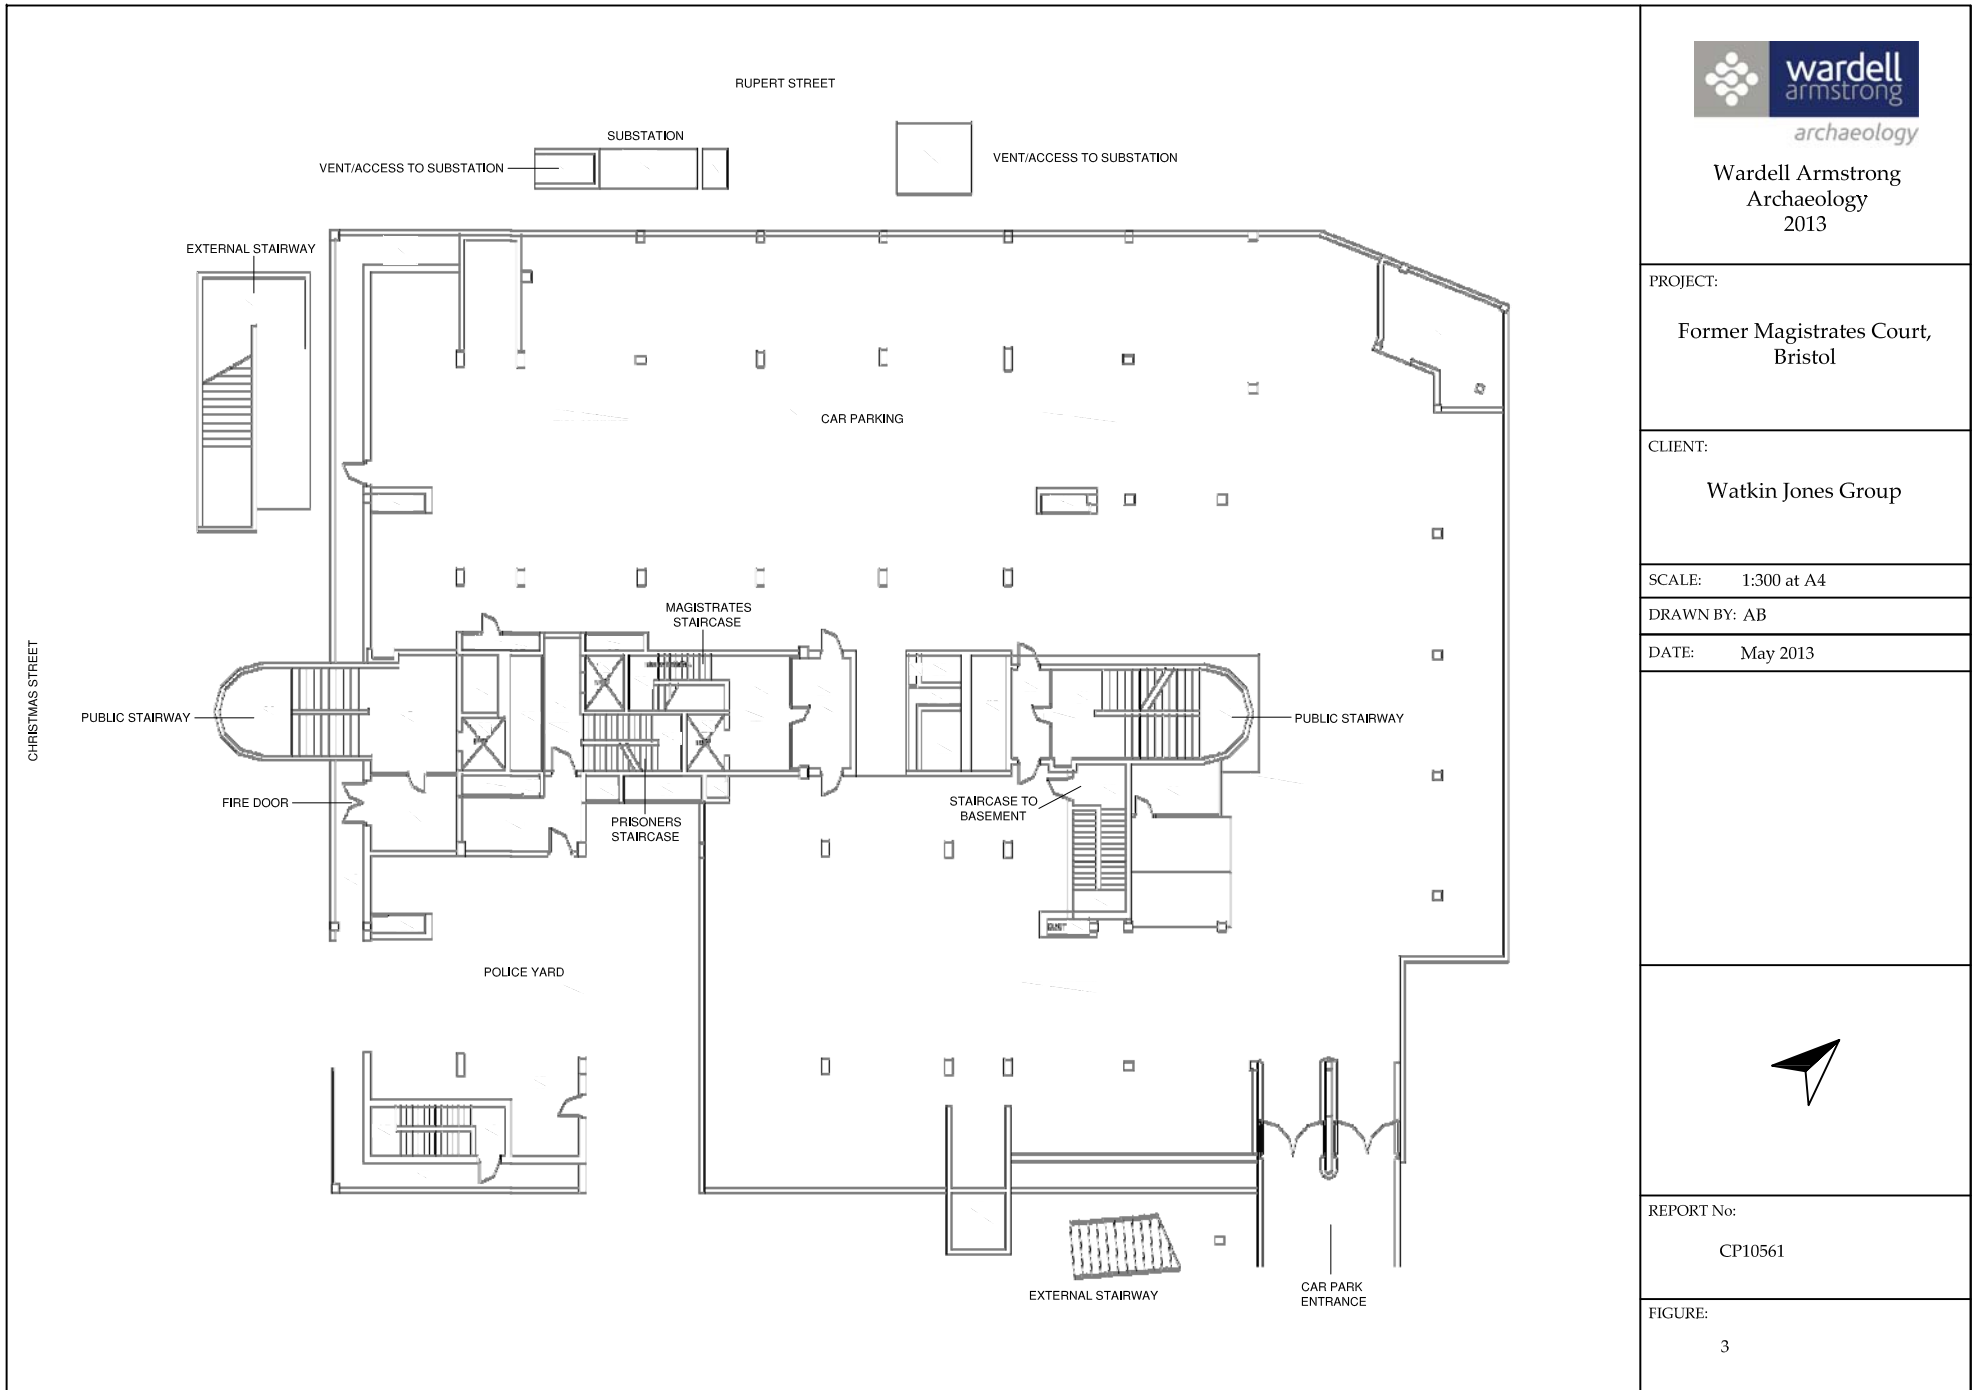 RUPERT STREET
SUBSTATION
VENT/ACCESS TO SUBSTATION
VENT/ACCESS TO SUBSTATION
EXTERNAL STAIRWAY
CAR PARKING
MAGISTRATES
STAIRCASE
CHRISTMAS STREET
PUBLIC STAIRWAY
PUBLIC STAIRWAY
FIRE DOOR
PRISONERS
STAIRCASE
STAIRCASE TO
BASEMENT
POLICE YARD
EXTERNAL STAIRWAY
CAR PARK
ENTRANCE
wardell
armstrong
archaeology
Wardell Armstrong
Archaeology
2013
PROJECT:
Former Magistrates Court,
Bristol
CLIENT:
Watkin Jones Group
SCALE: 1:300 at A4
DRAWN BY: AB
DATE: May 2013
REPORT No:
CP10561
FIGURE:
3